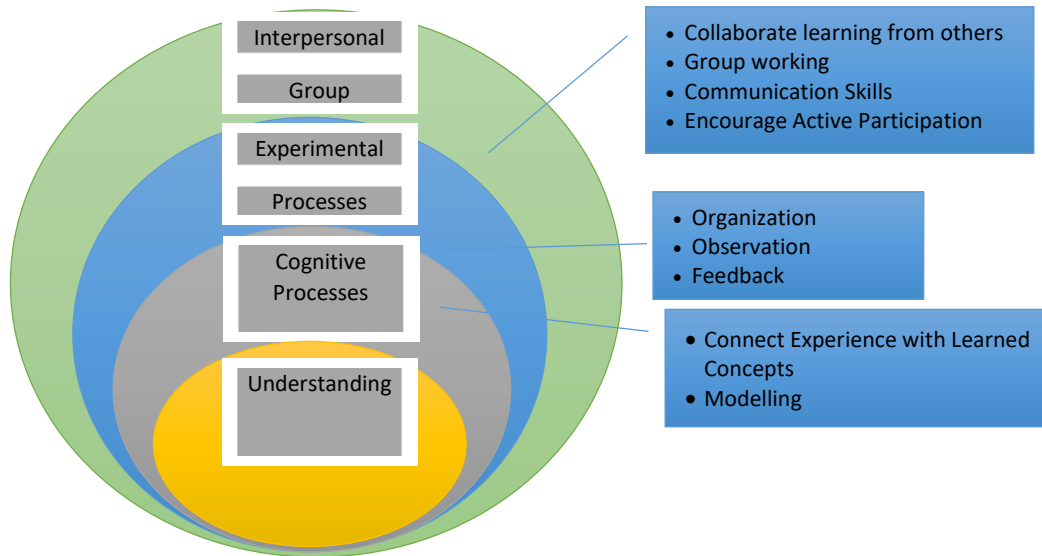 Interpersonal
Group
Experimental
Processes
Cognitive
Processes
Understanding
• Collaborate learning from others
• Group working
• Communication Skills
• Encourage Active Participation
• Organization
• Observation
• Feedback
• Connect Experience with Learned
Concepts
• Modelling